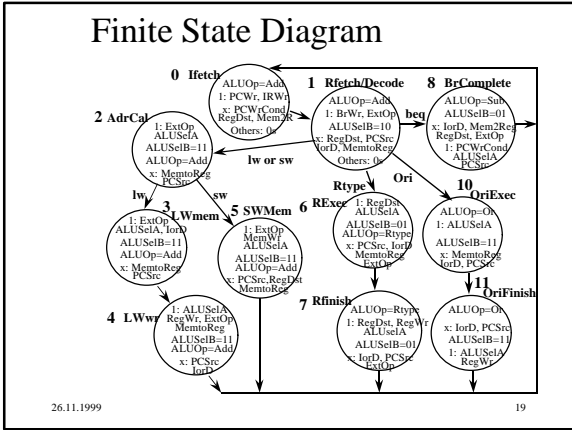 Finite State Diagram
0 Ifetch
ALUOp=Add
1: PCWr, IRWr
x: PCWrCond
RegDst, Mem2R
Others: 0s
1 Rfetch/Decode
ALUOp=Add
1: BrWr, ExtOp
ALUSelB=10
x: RegDst, PCSrc
IorD, MemtoReg
Others: 0s
beq
8 BrComplete
ALUOp=Sub
ALUSelB=01
x: IorD, Mem2Reg
RegDst, ExtOp
1: PCWrCond
ALUSelA
PCSrc
2 AdrCal
1: ExtOp
ALUSelA
ALUSelB=11
ALUOp=Add
x: MemtoReg
PCSrc
lw or sw
lw
sw
Rtype
Ori
3 LWmem
1: ExtOp
ALUSelA, IorD
ALUSelB=11
ALUOp=Add
x: MemtoReg
PCSrc
5 SWMem
1: ExtOp
MemWr
ALUSelA
ALUSelB=11
ALUOp=Add
x: PCSrc,RegDst
MemtoReg
6 RExec
1: RegDst
ALUSelA
ALUSelB=01
ALUOp=Rtype
x: PCSrc, IorD
MemtoReg
ExtOp
10
OriExec
ALUOp=Or
1: ALUSelA
ALUSelB=11
x: MemtoReg
IorD, PCSrc
4 LWwr
1: ALUSelA
RegWr, ExtOp
MemtoReg
ALUSelB=11
ALUOp=Add
x: PCSrc
IorD
7 Rfinish
ALUOp=Rtype
1: RegDst, RegWr
ALUselA
ALUSelB=01
x: IorD, PCSrc
ExtOp
11
OriFinish
ALUOp=Or
x: IorD, PCSrc
ALUSelB=11
1: ALUSelA
RegWr
26.11.1999
19